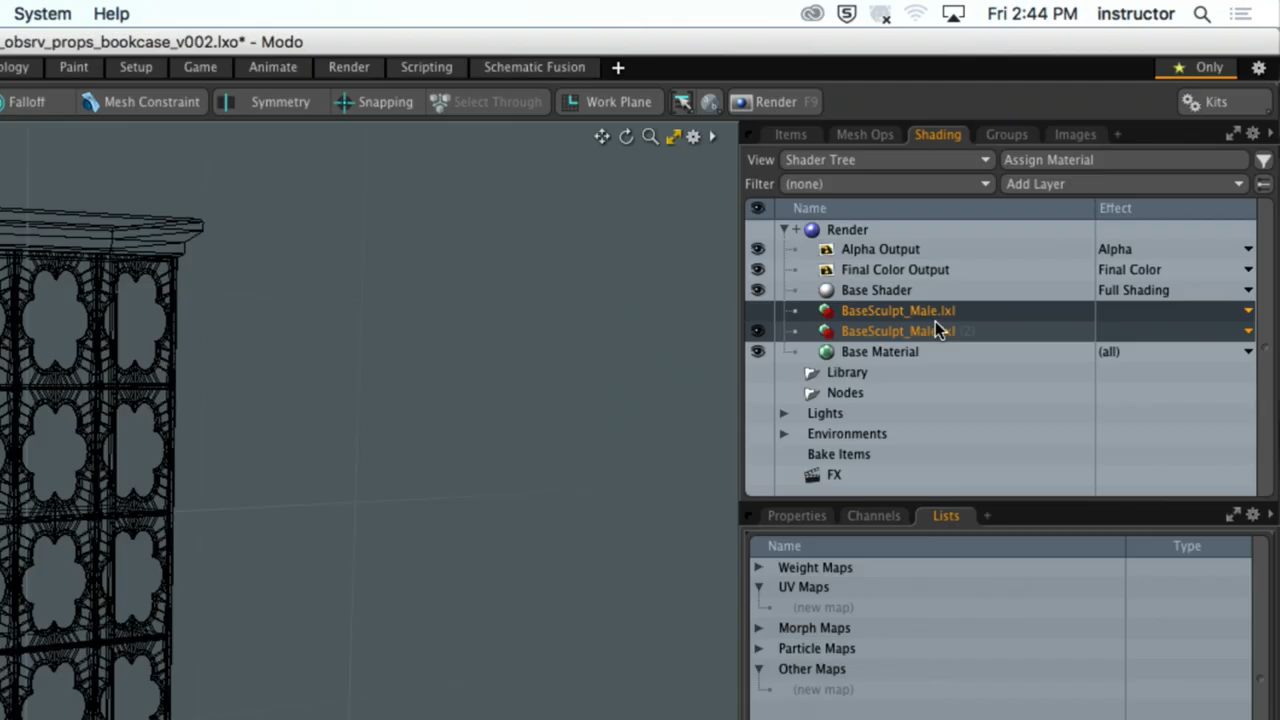 System Help Fri 2:44 PM instructor
_obsrv_props_bookcase_v002.lxo* - Modo
ology Paint Setup Game Animate Render Scripting Schematic Fusion + Only
Falloff Mesh Constraint Symmetry Snapping Select Through Work Plane Render F9 Kits
Items Mesh Ops Shading Groups Images +
View Shader Tree Assign Material
Filter (none) Add Layer
Name Effect
Render
Alpha Output Alpha
Final Color Output Final Color
Base Shader Full Shading
BaseSculpt_Male.lxl
(2)
Base Material (all)
Library
Nodes
Lights
Environments
Bake Items
FX
Properties Channels Lists +
Name Type
Weight Maps
UV Maps
(new map)
Morph Maps
Particle Maps
Other Maps
(new map)